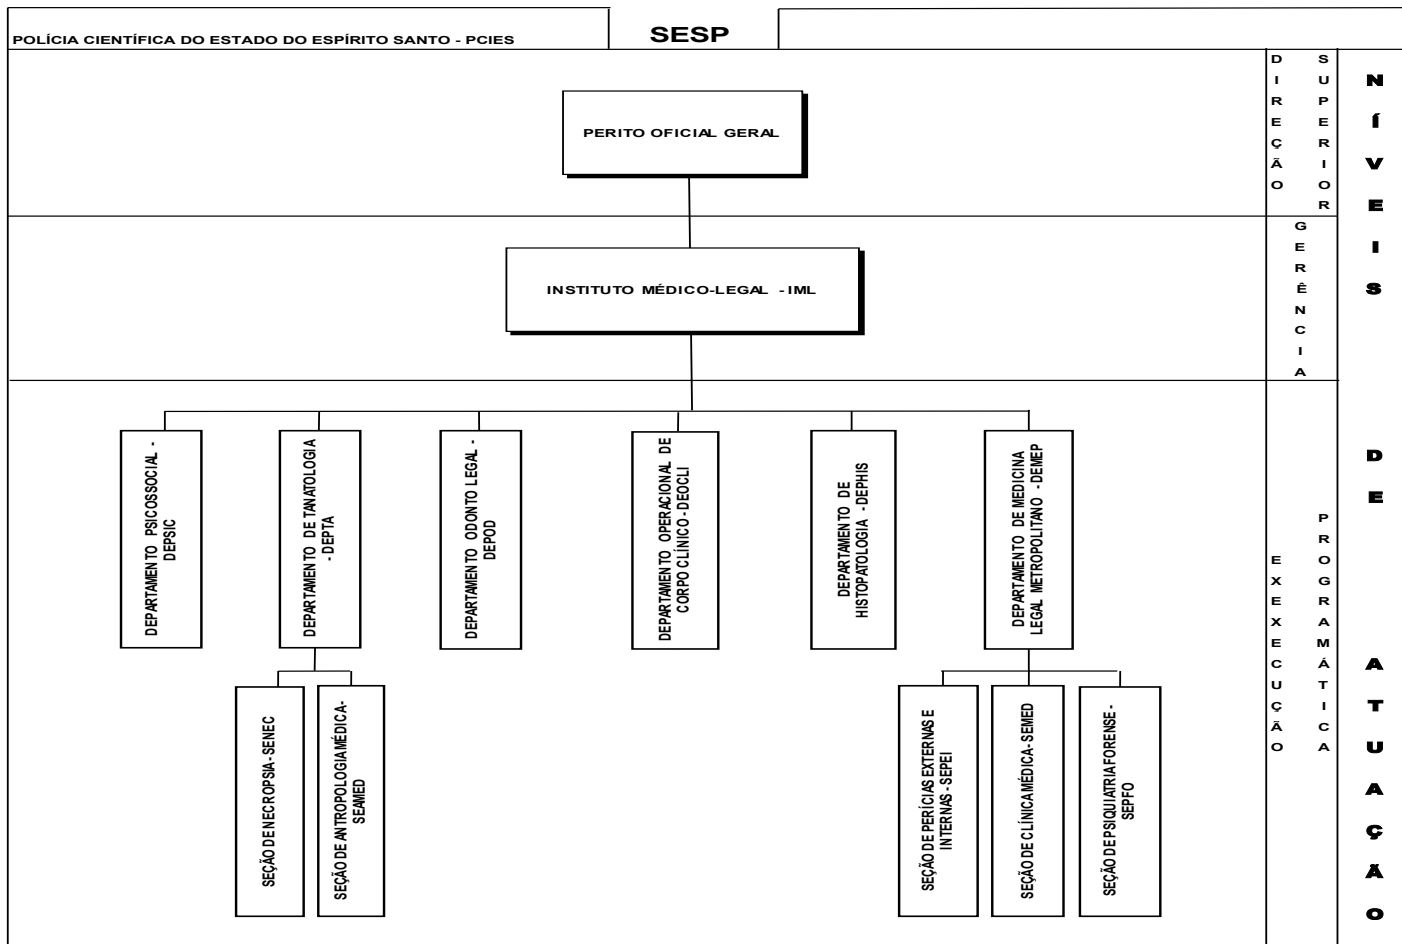 POLÍCIA CIENTÍFICA DO ESTADO DO ESPÍRITO SANTO - PCIES
SESP
PERITO OFICIAL GERAL
INSTITUTO MÉDICO-LEGAL - IML
DEPARTAMENTO PSICOSSOCIAL -
DEPSIC
DEPARTAMENTO DE TANATOLOGIA
- DEPTA
DEPARTAMENTO ODONTO LEGAL -
DEPOD
DEPARTAMENTO OPERACIONAL DE
CORPO CLÍNICO - DEOCLI
DEPARTAMENTO DE
HISTOPATOLOGIA - DEPHIS
DEPARTAMENTO DE MEDICINA
LEGAL METROPOLITANO - DEMEP
SEÇÃO DE NECROPSIA - SENEC
SEÇÃO DE ANTROPOLOGIA MÉDICA -
SEAMED
SEÇÃO DE PERÍCIAS EXTERNAS E
INTERNAS - SEPEI
SEÇÃO DE CLÍNICA MÉDICA - SEMED
SEÇÃO DE PSIQUIATRIA FORENSE -
SEPFO
DIREÇÃO
SUPERIOR
GERÊNCIA
EXEXECUÇÃO
PROGRAMÁTICA
NÍVEIS DE ATUAÇÃO